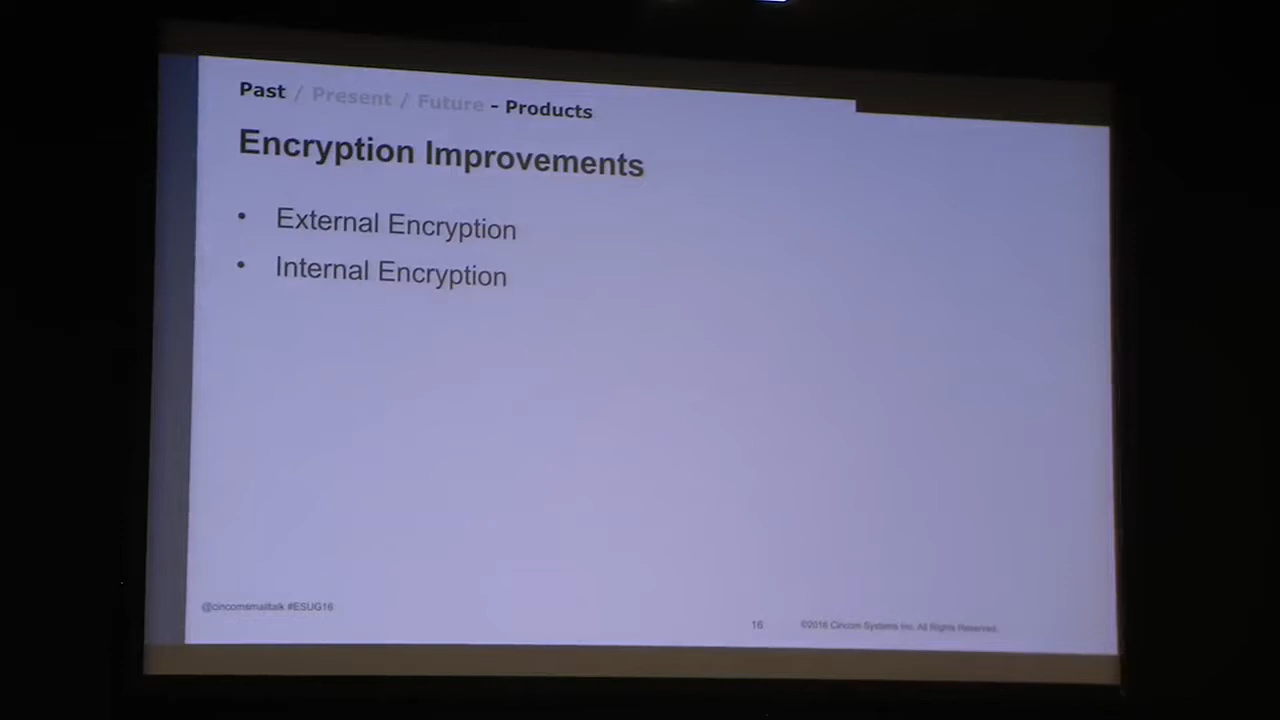 Past / Present / Future - Products
Encryption Improvements
• External Encryption
• Internal Encryption
@cincomsmalltalk #ESUG16
16
©2016 Cincom Systems Inc. All Rights Reserved.